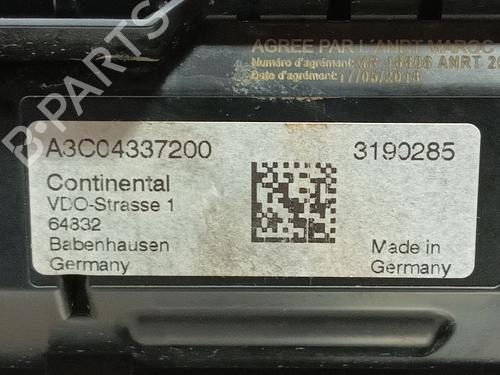 AGREE PAR L'ANRT MAROC
Numéro d'agrément: MR 16606 ANRT 20
Date d'agrément: 17/05/2018
A3C04337200
3190285
Continental
VDO-Strasse 1
64832
Babenhausen
Germany
Made in
Germany
B-PARTS